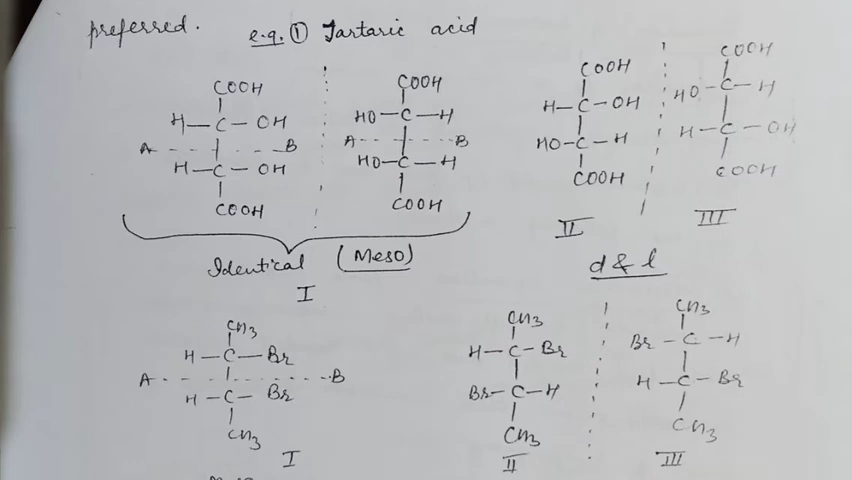 preferred. e.g. ① Tartaric acid
COOH COOH COOH COOH
H—C—OH HO—C—H H—C—OH HO—C—H
A B A B
H—C—OH HO—C—H HO—C—H H—C—OH
COOH COOH COOH COOH
Identical (Meso) II III
I d & l
CH3 CH3 CH3
H—C—Br H—C—Br Br—C—H
A B
H—C—Br Br—C—H H—C—Br
CH3 CH3 CH3
I II III